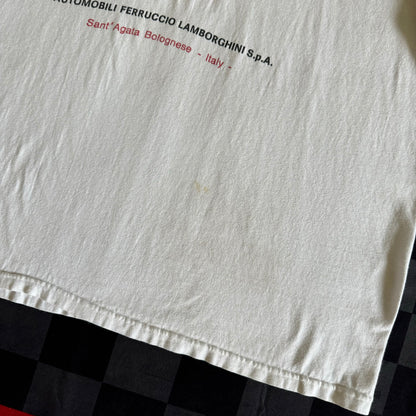 AUTOMOBILI FERRUCCIO LAMBORGHINI S.p.A.
Sant'Agata Bolognese - Italy -